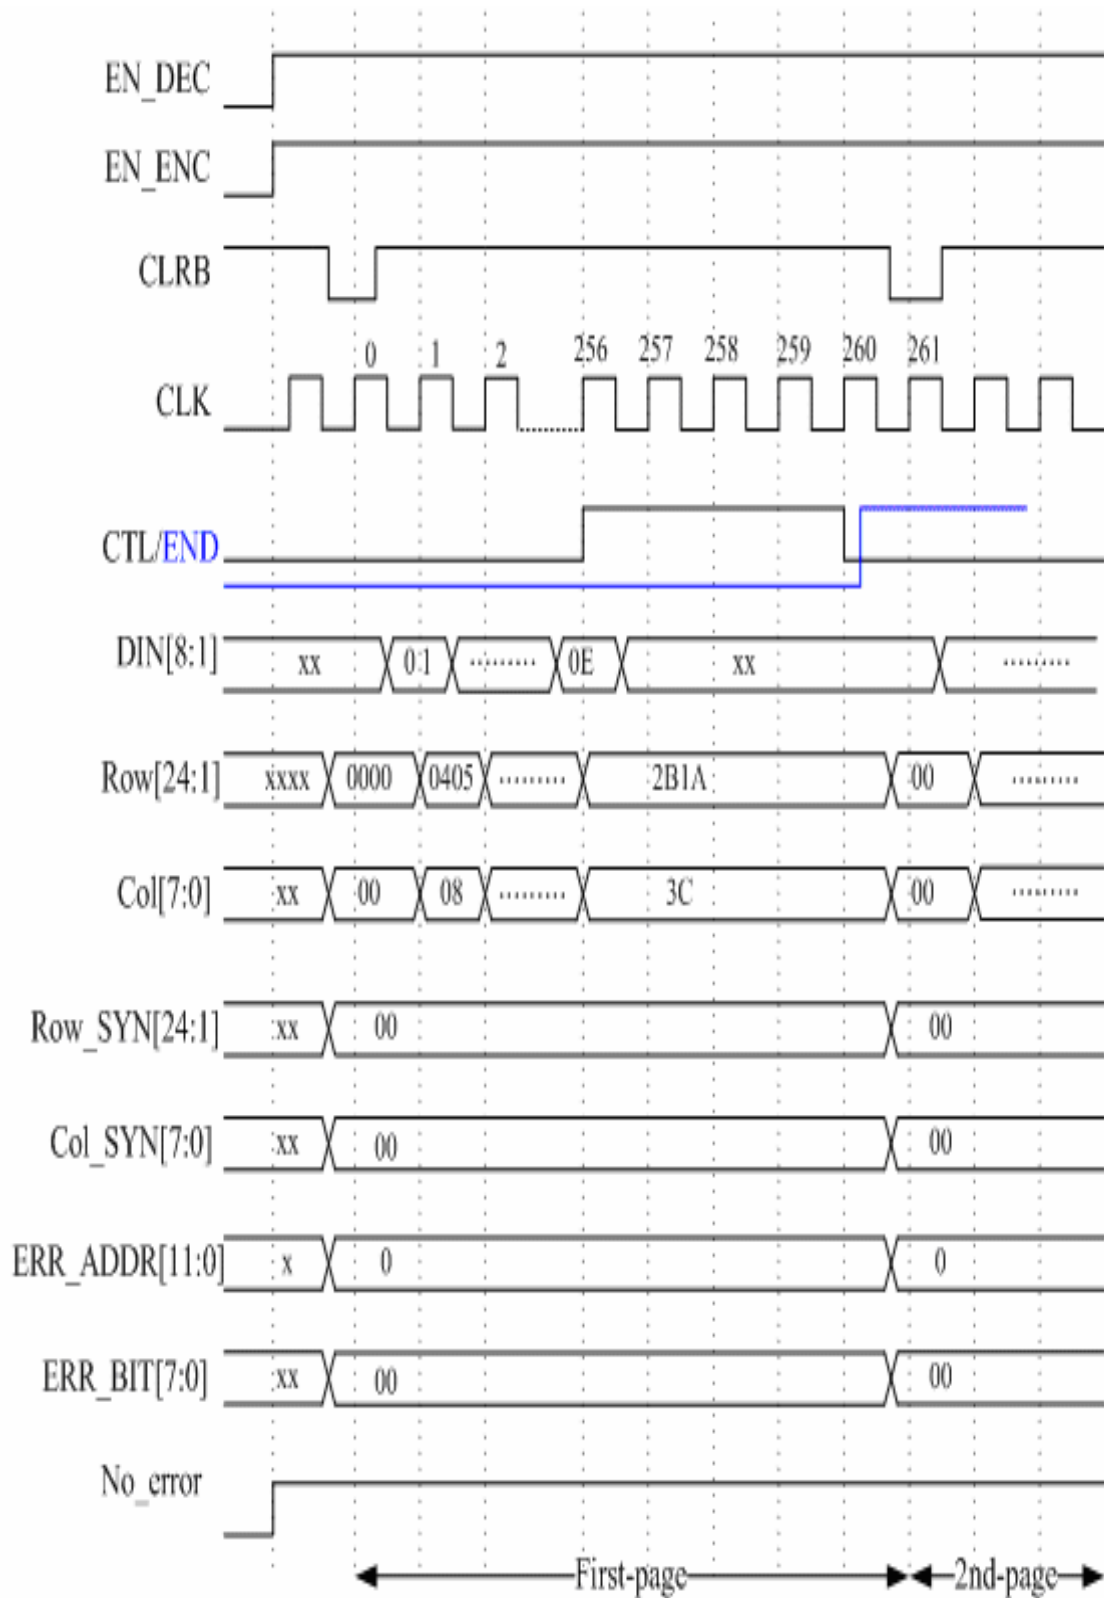 EN_DEC
EN_ENC
CLRB
0 1 2 256 257 258 259 260 261
CLK
CTL/END
DIN[8:1] xx 0:1 ········· 0E xx ·········
Row[24:1] xxxx 0000 0405 ········· 2B1A 00 ·········
Col[7:0] xx 00 08 ········· 3C 00 ·········
Row_SYN[24:1] xx 00 00
Col_SYN[7:0] xx 00 00
ERR_ADDR[11:0] x 0 0
ERR_BIT[7:0] xx 00 00
No_error
First-page 2nd-page